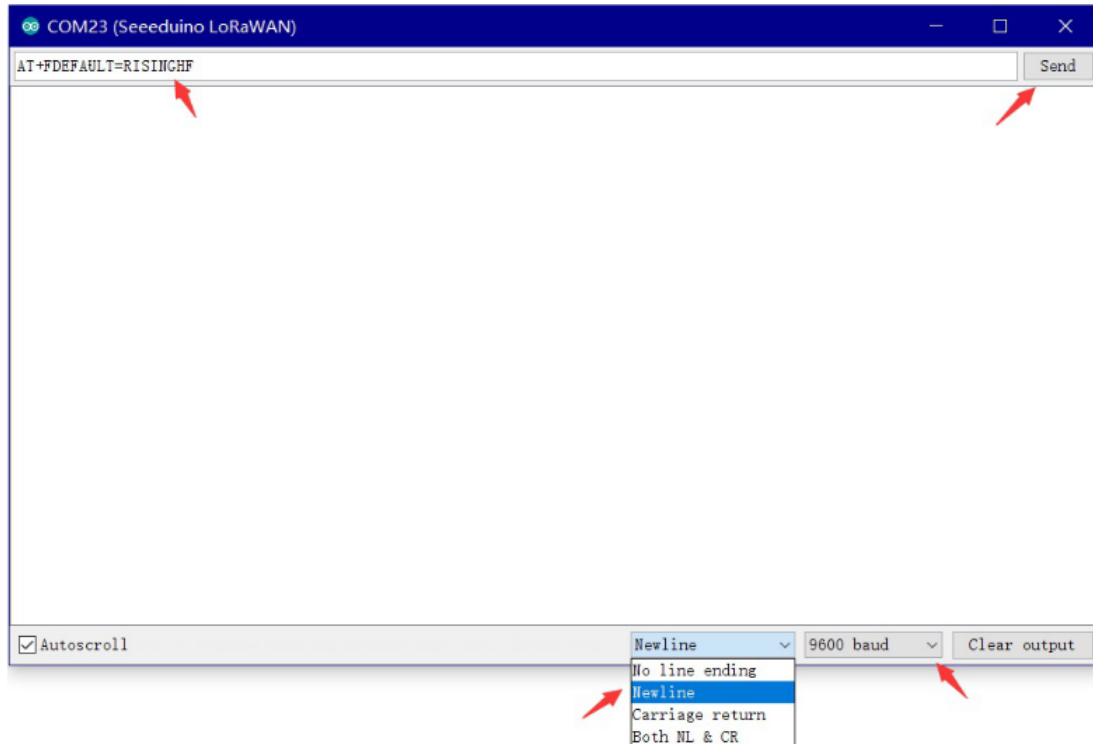 COM23 (Seeeduino LoRaWAN)
AT+FDEFAULT=RISINGHF
Send
Autoscroll
Newline
9600 baud
Clear output
No line ending
Newline
Carriage return
Both NL & CR